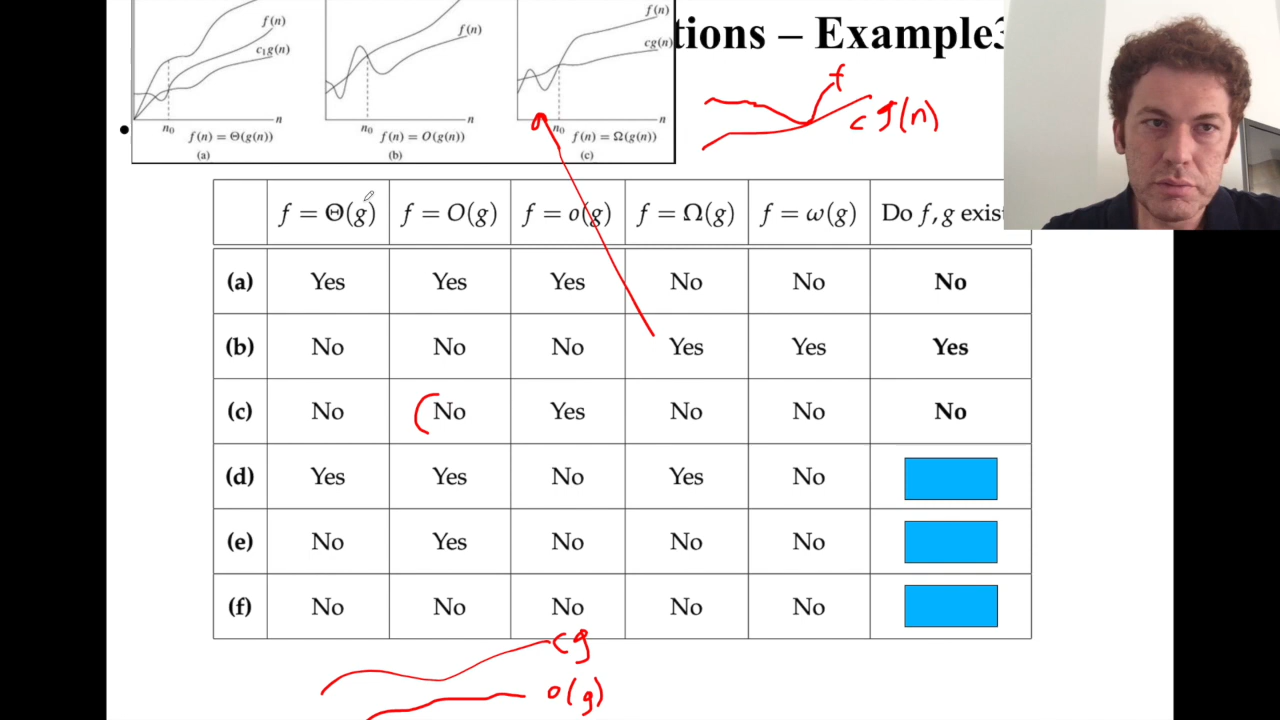 tions – Example3
f(n)
c₁g(n)
n
n₀
f(n) = Θ(g(n))
(a)
f(n)
n
n₀
f(n) = O(g(n))
(b)
f(n)
cg(n)
n
n₀
f(n) = Ω(g(n))
(c)
f
c g(n)
f = Θ(g) f = O(g) f = o(g) f = Ω(g) f = ω(g) Do f, g exis
(a) Yes Yes Yes No No No
(b) No No No Yes Yes Yes
(c) No No Yes No No No
(d) Yes Yes No Yes No
(e) No Yes No No No
(f) No No No No No
cg
o(g)